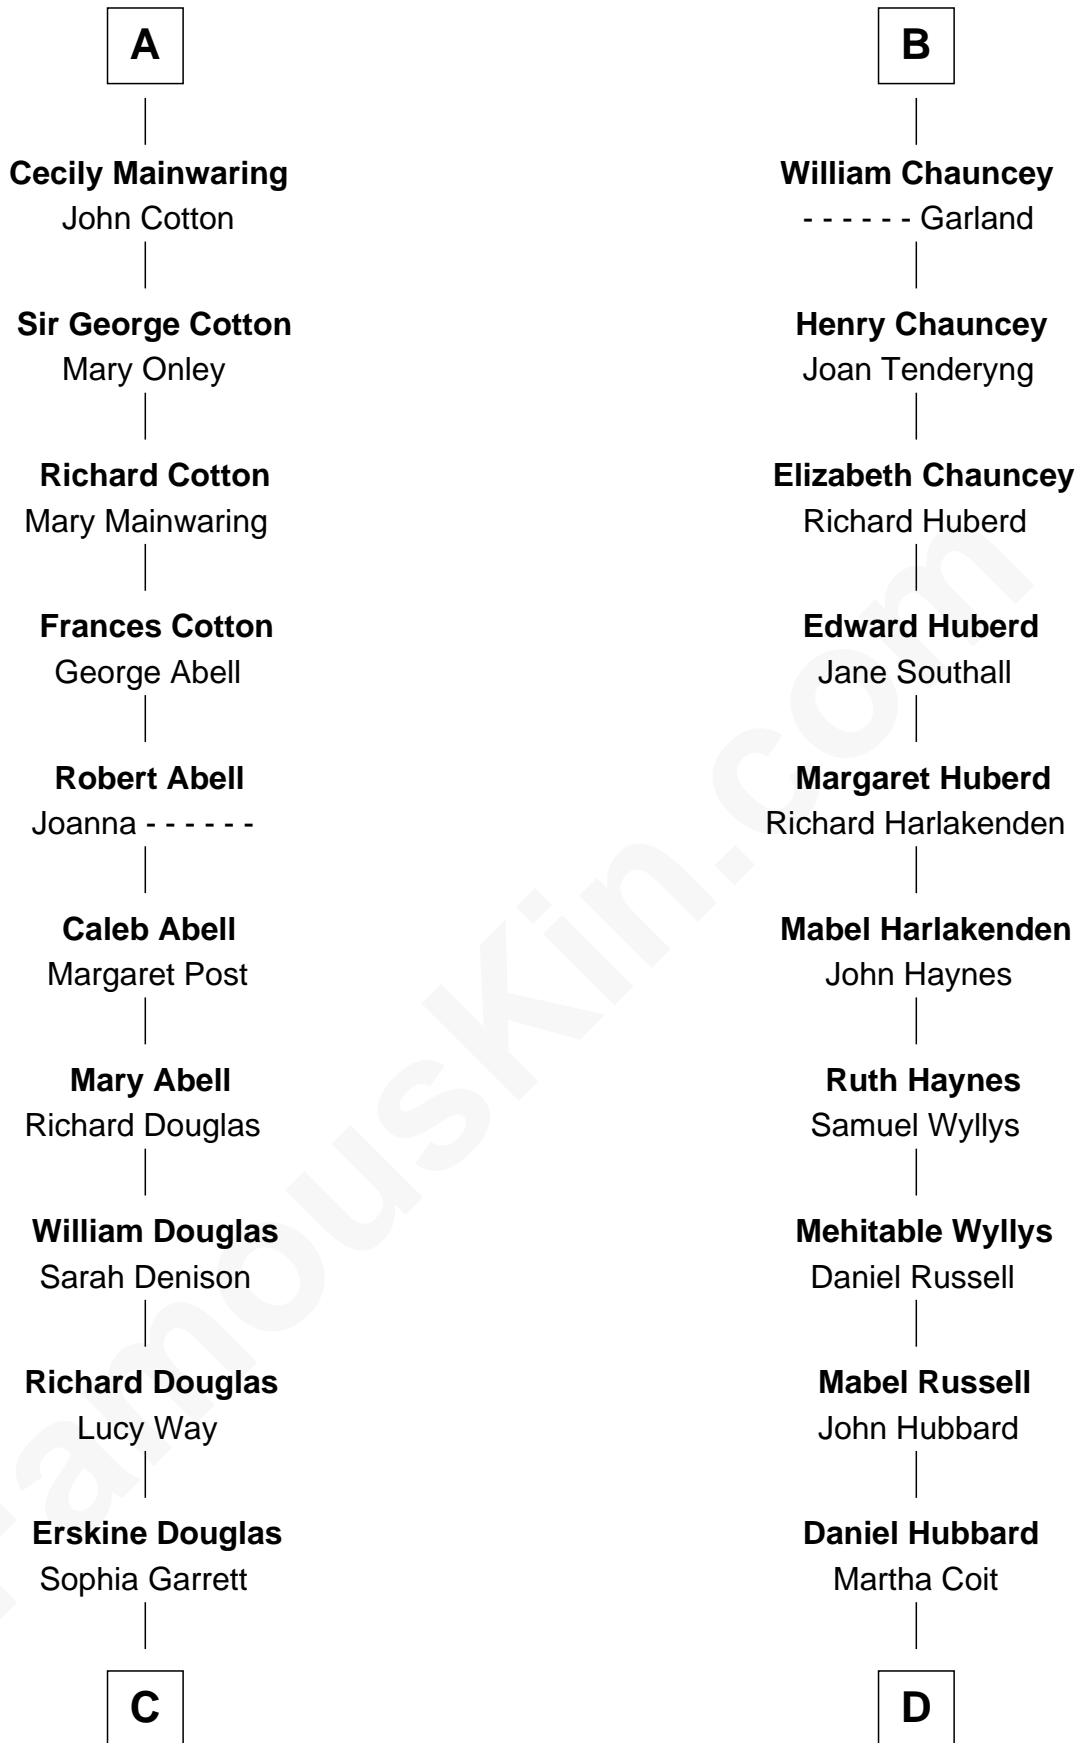 A
Cecily Mainwaring
John Cotton
Sir George Cotton
Mary Onley
Richard Cotton
Mary Mainwaring
Frances Cotton
George Abell
Robert Abell
Joanna - - - - - -
Caleb Abell
Margaret Post
Mary Abell
Richard Douglas
William Douglas
Sarah Denison
Richard Douglas
Lucy Way
Erskine Douglas
Sophia Garrett
C
B
William Chauncey
- - - - - - Garland
Henry Chauncey
Joan Tenderyng
Elizabeth Chauncey
Richard Huberd
Edward Huberd
Jane Southall
Margaret Huberd
Richard Harlakenden
Mabel Harlakenden
John Haynes
Ruth Haynes
Samuel Wyllys
Mehitable Wyllys
Daniel Russell
Mabel Russell
John Hubbard
Daniel Hubbard
Martha Coit
D
FamousKin.com